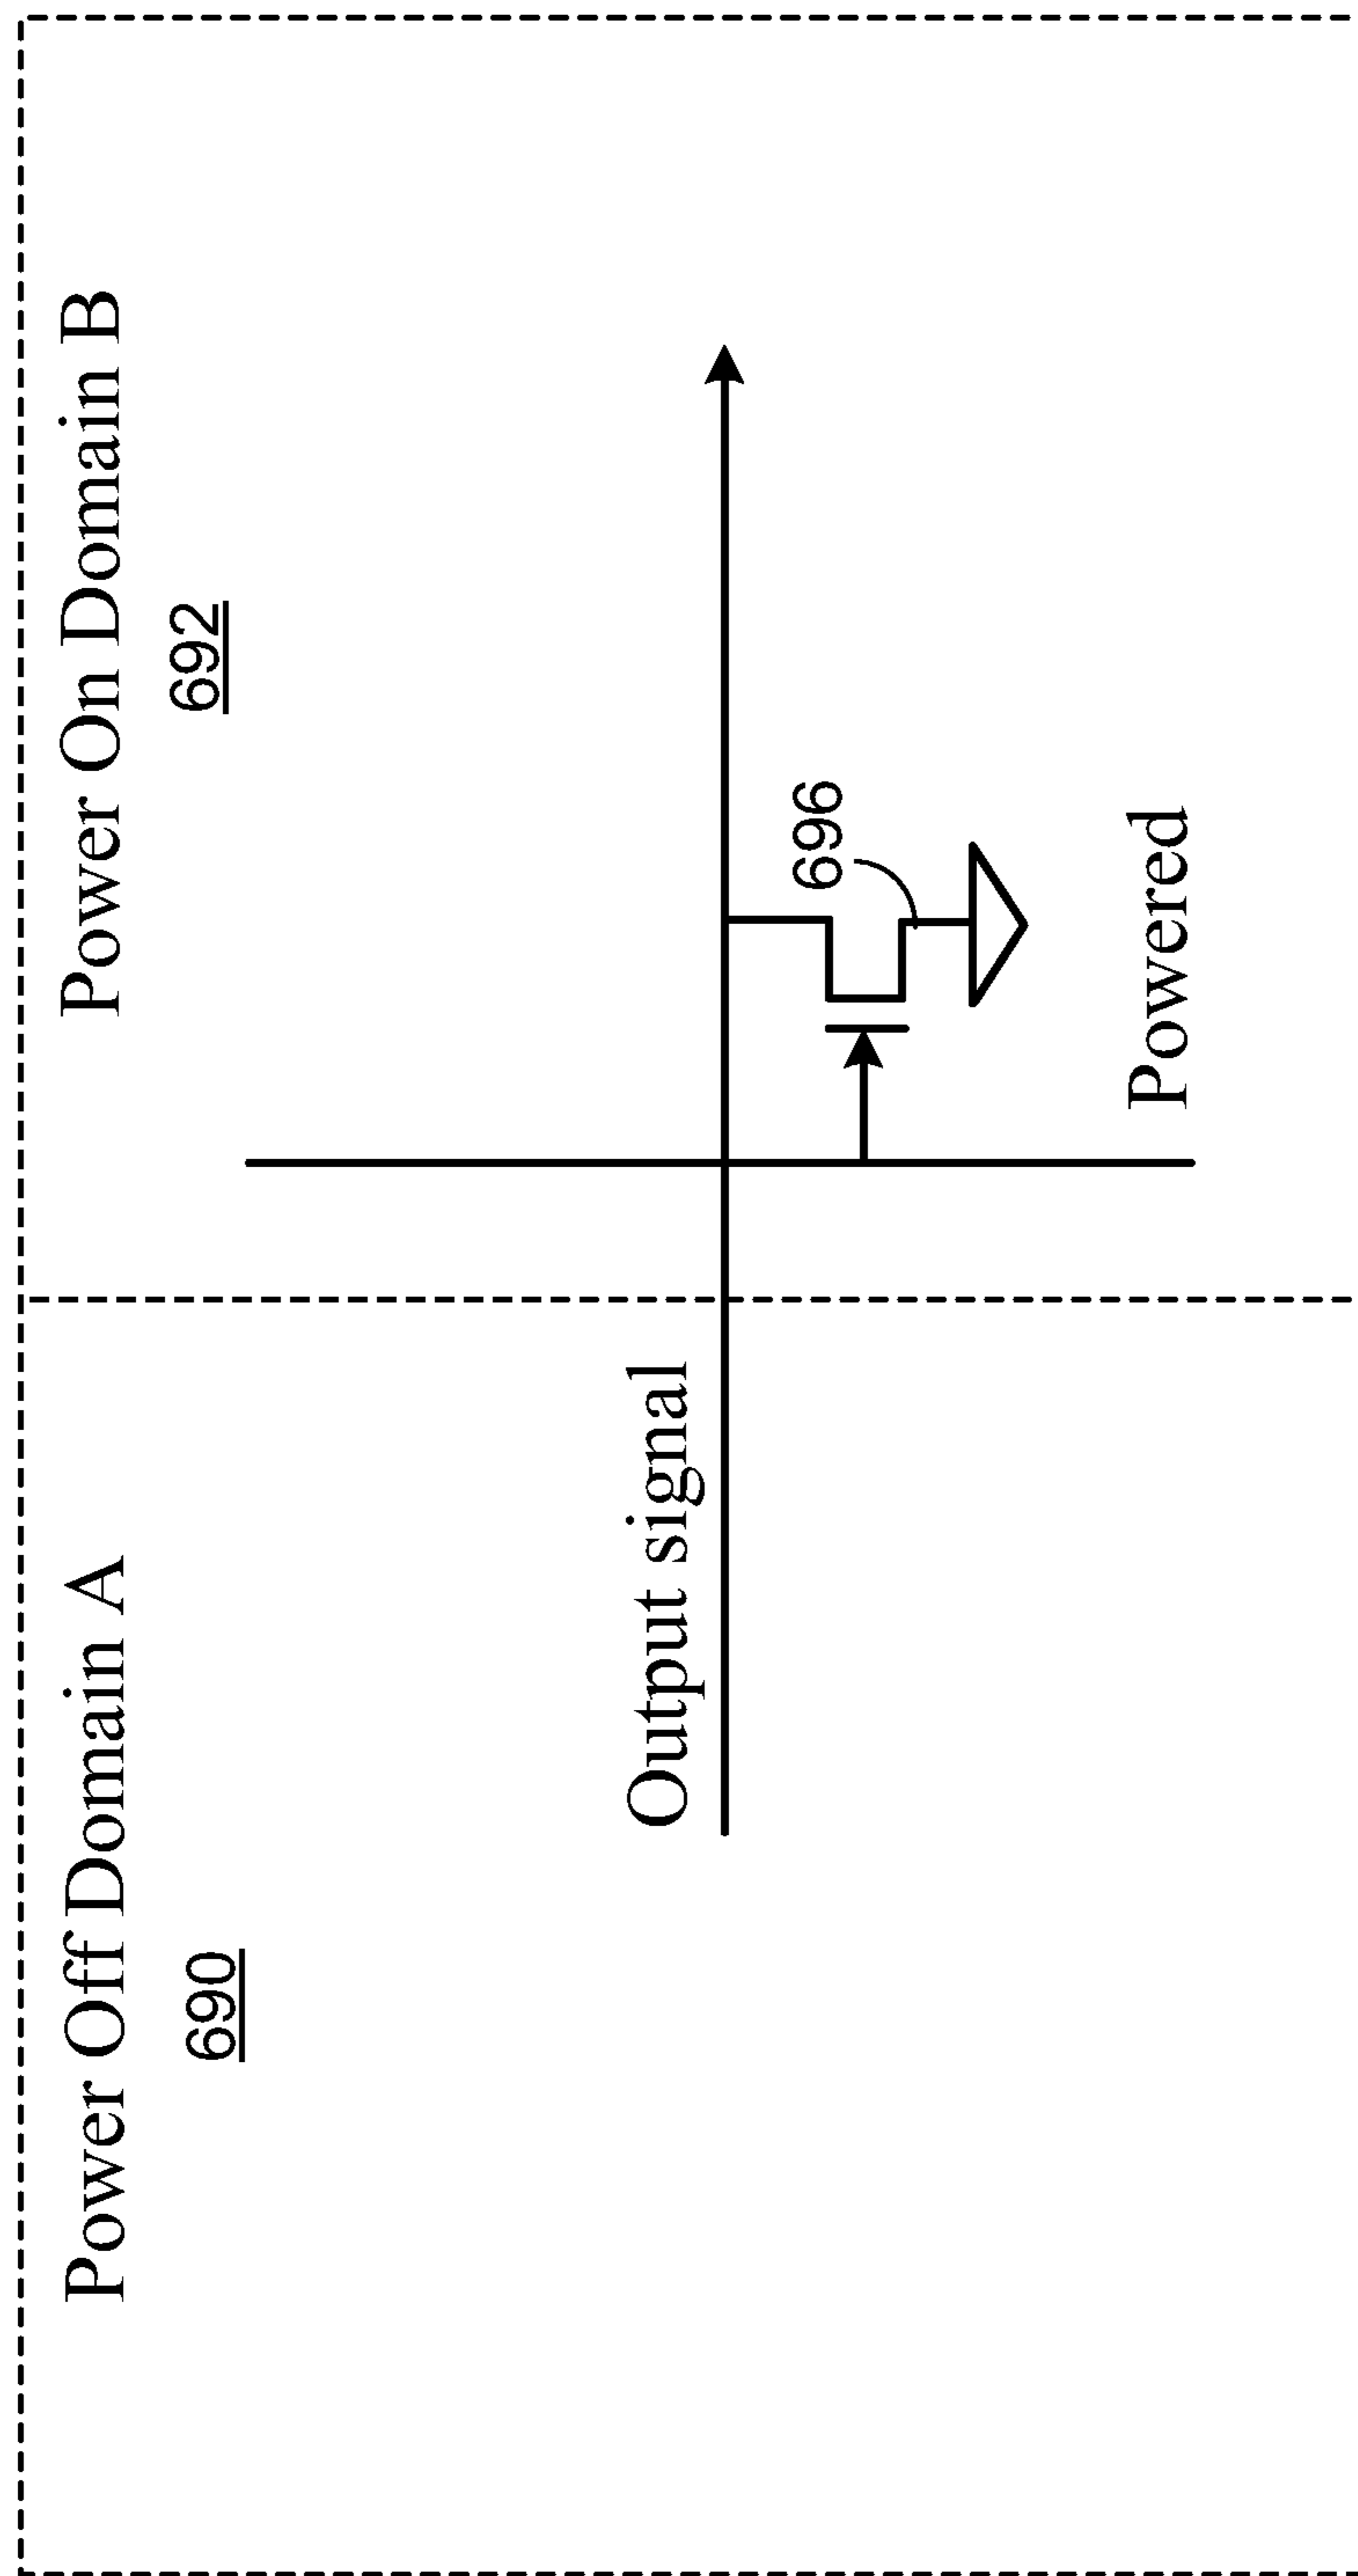 Power Off Domain A
690
Power On Domain B
692
Output signal
696
Powered